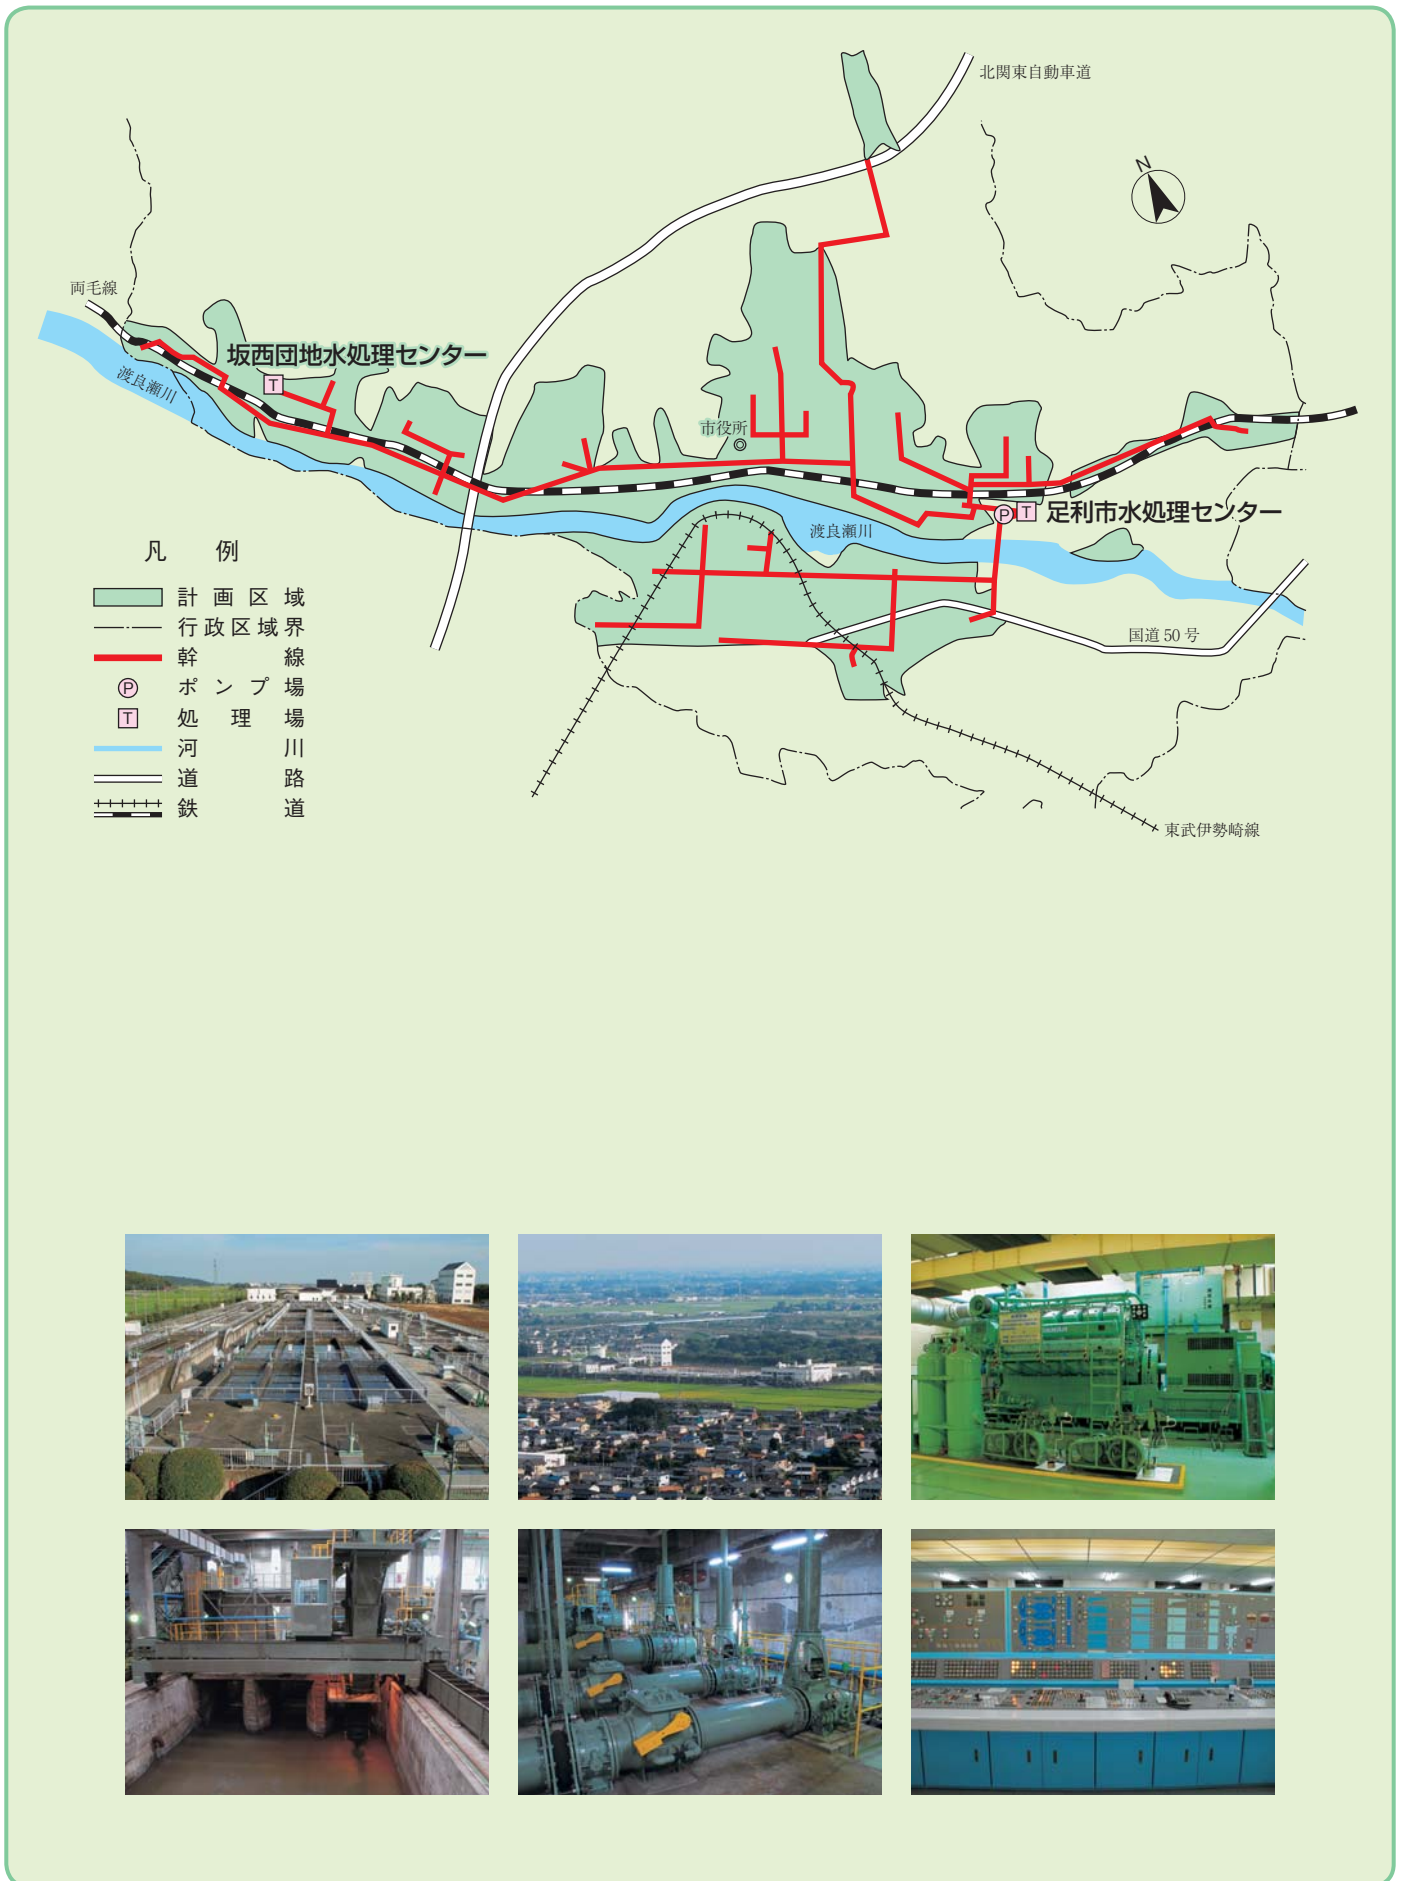 北関東自動車道
N
両毛線
坂西団地水処理センター
T
渡良瀬川
市役所
P
T
足利市水処理センター
渡良瀬川
国道50号
東武伊勢崎線
凡例
計画区域
行政区域界
幹線
P ポンプ場
T 処理場
河川
道路
鉄道